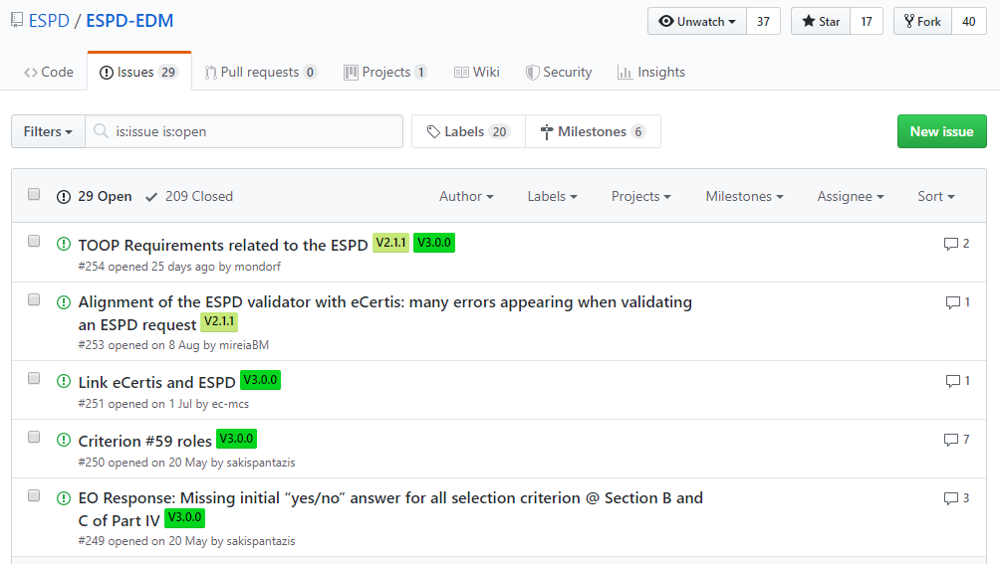 ESPD / ESPD-EDM Unwatch 37 Star 17 Fork 40
Code Issues 29 Pull requests 0 Projects 1 Wiki Security Insights
Filters is:issue is:open Labels 20 Milestones 6 New issue
29 Open 209 Closed Author Labels Projects Milestones Assignee Sort
TOOP Requirements related to the ESPD V2.1.1 V3.0.0 2
#254 opened 25 days ago by mondorf
Alignment of the ESPD validator with eCertis: many errors appearing when validating 1
an ESPD request V2.1.1
#253 opened on 8 Aug by mireiaBM
Link eCertis and ESPD V3.0.0 1
#251 opened on 1 Jul by ec-mcs
Criterion #59 roles V3.0.0 7
#250 opened on 20 May by sakispantazis
EO Response: Missing initial “yes/no” answer for all selection criterion @ Section B and 3
C of Part IV V3.0.0
#249 opened on 20 May by sakispantazis